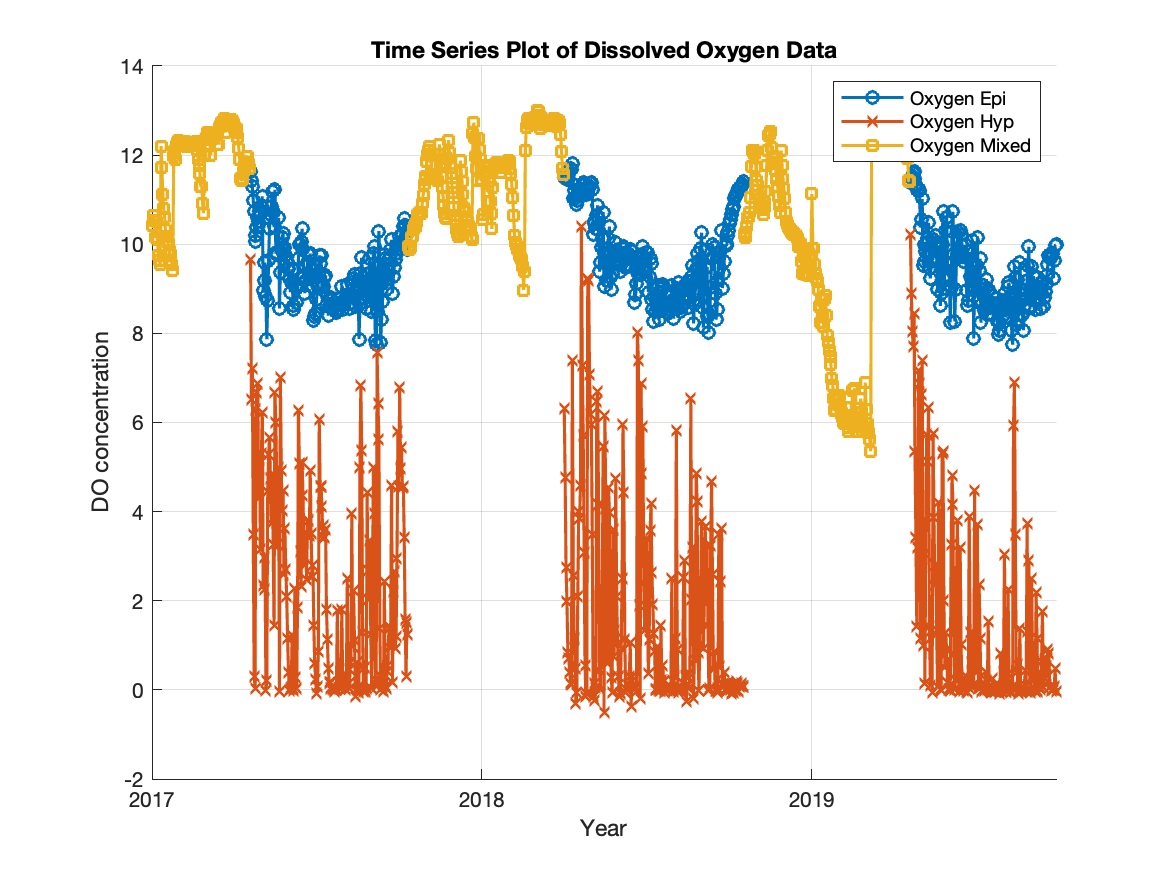 Time Series Plot of Dissolved Oxygen Data
14
12
10
8
6
4
2
0
-2
DO concentration
Oxygen Epi
Oxygen Hyp
Oxygen Mixed
2017
2018
2019
Year